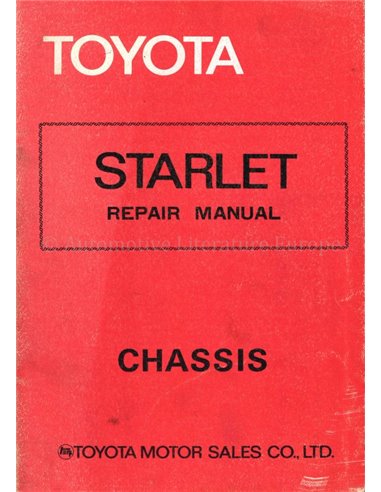 TOYOTA
STARLET
REPAIR MANUAL
CHASSIS
TOYOTA MOTOR SALES CO., LTD.